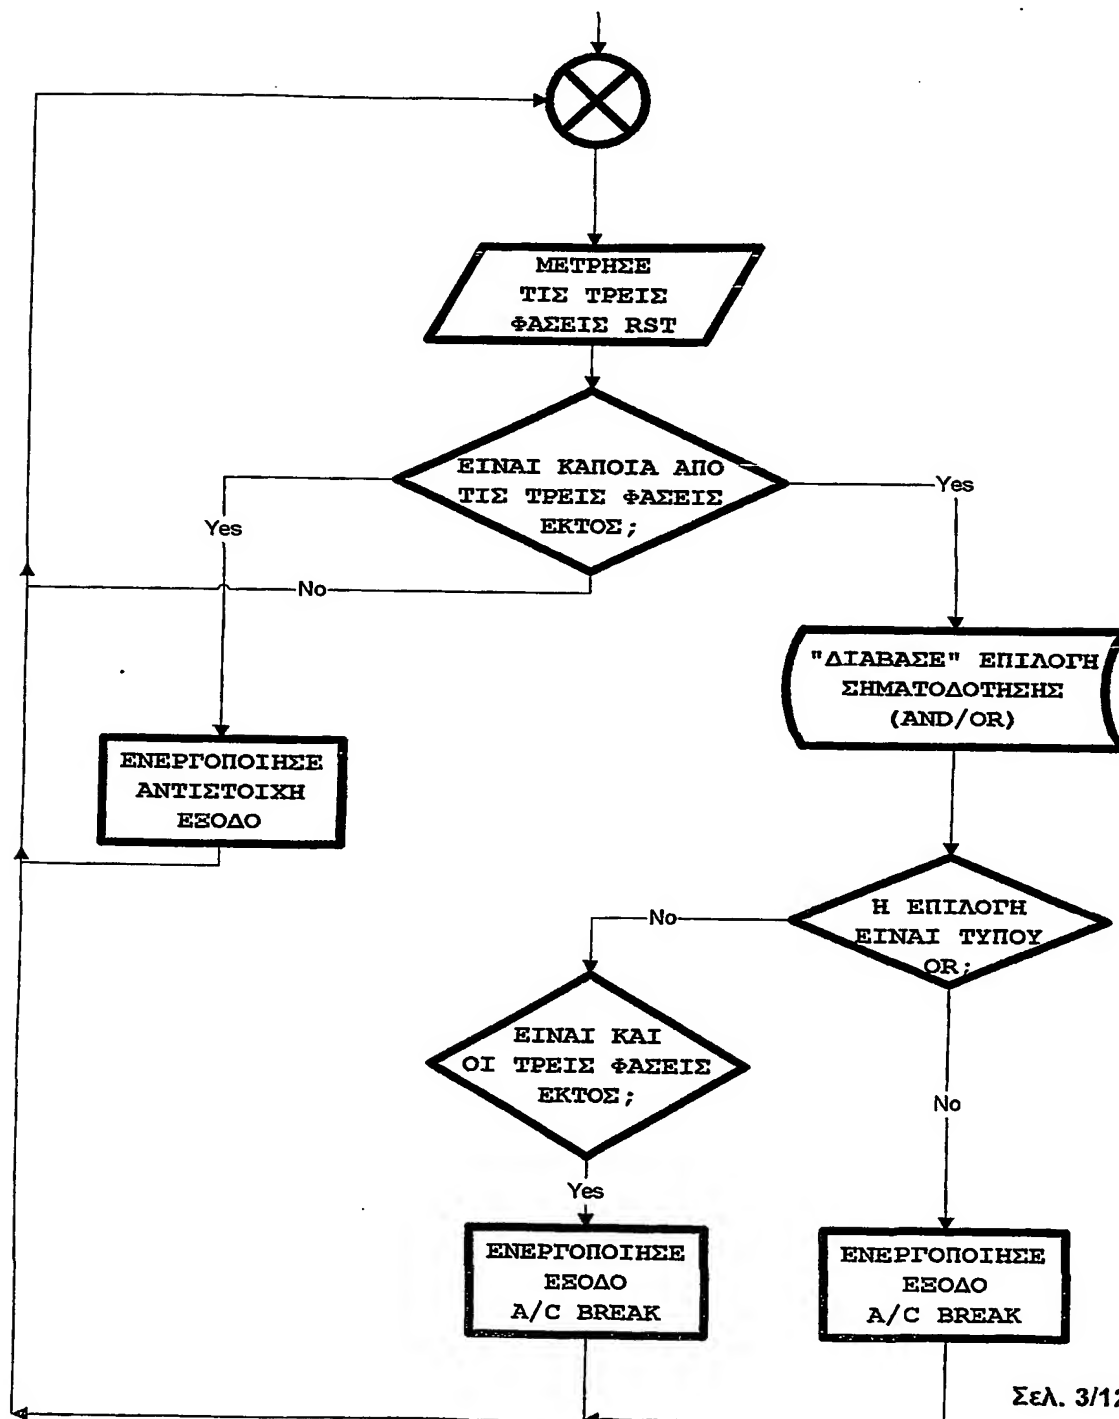 ΜΕΤΡΗΣΕ
ΤΙΣ ΤΡΕΙΣ
ΦΑΣΕΙΣ RST
ΕΙΝΑΙ ΚΑΠΟΙΑ ΑΠΟ
ΤΙΣ ΤΡΕΙΣ ΦΑΣΕΙΣ
ΕΚΤΟΣ;
Yes
Yes
No
"ΔΙΑΒΑΣΕ" ΕΠΙΛΟΓΗ
ΣΗΜΑΤΟΔΟΤΗΣΗΣ
(AND/OR)
ΕΝΕΡΓΟΠΟΙΗΣΕ
ΑΝΤΙΣΤΟΙΧΗ
ΕΞΟΔΟ
Η ΕΠΙΛΟΓΗ
ΕΙΝΑΙ ΤΥΠΟΥ
OR;
No
ΕΙΝΑΙ ΚΑΙ
ΟΙ ΤΡΕΙΣ ΦΑΣΕΙΣ
ΕΚΤΟΣ;
No
Yes
ΕΝΕΡΓΟΠΟΙΗΣΕ
ΕΞΟΔΟ
A/C BREAK
ΕΝΕΡΓΟΠΟΙΗΣΕ
ΕΞΟΔΟ
A/C BREAK
Σελ. 3/12